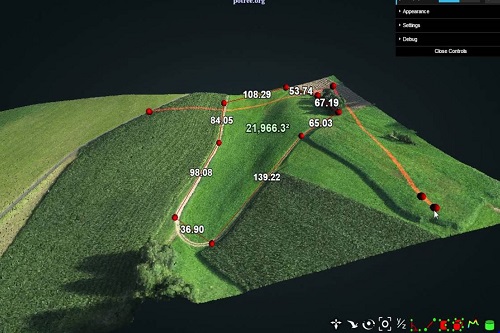 potree.org
Appearance
Settings
Debug
Close Controls
108.29
53.74
67.19
84.05
21,966.3²
65.03
98.08
139.22
36.90
1/2